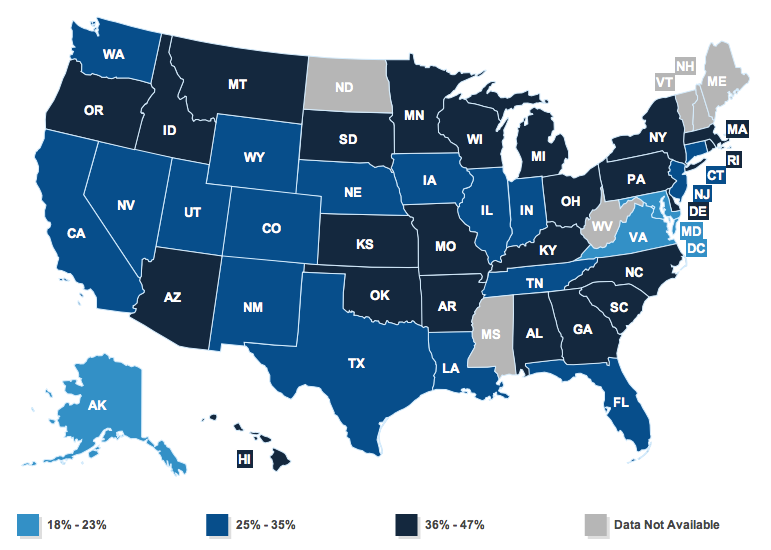 WA
MT
ND
MN
OR
ID
SD
WI
MI
NH
VT
ME
NY
MA
RI
CT
WY
NE
IA
PA
NJ
NV
UT
CO
IL
IN
OH
DE
WV
MD
VA
DC
CA
KS
MO
KY
AZ
NM
OK
AR
TN
NC
SC
MS
AL
GA
TX
LA
FL
AK
HI
18% - 23%
25% - 35%
36% - 47%
Data Not Available